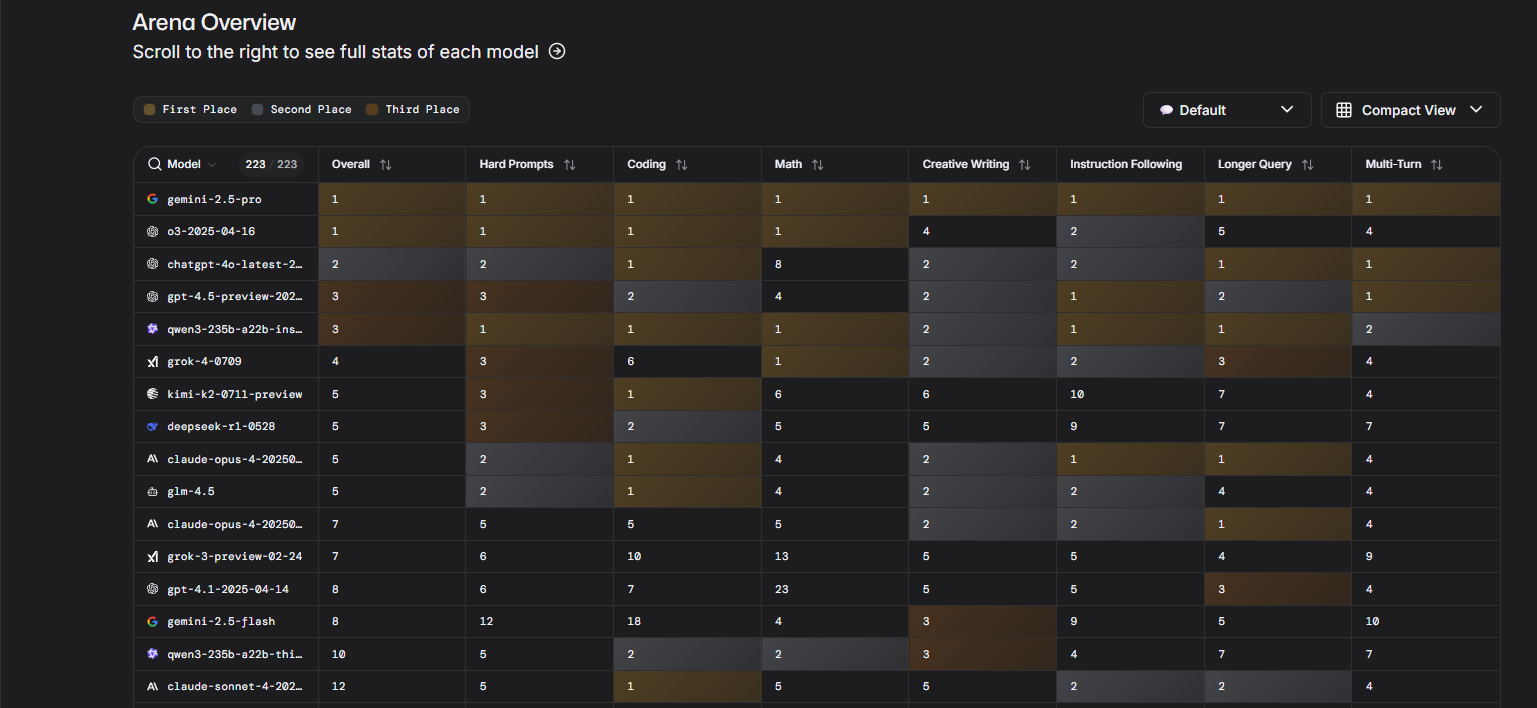 Arena Overview
Scroll to the right to see full stats of each model
First Place Second Place Third Place
Default Compact View
Model 223 / 223 Overall Hard Prompts Coding Math Creative Writing Instruction Following Longer Query Multi-Turn
gemini-2.5-pro 1 1 1 1 1 1 1 1
o3-2025-04-16 1 1 1 1 4 2 5 4
chatgpt-4o-latest-2… 2 2 1 8 2 2 1 1
gpt-4.5-preview-202… 3 3 2 4 2 1 2 1
qwen3-235b-a22b-ins… 3 1 1 1 2 1 1 2
grok-4-0709 4 3 6 1 2 2 3 4
kimi-k2-0711-preview 5 3 1 6 6 10 7 4
deepseek-r1-0528 5 3 2 5 5 9 7 7
claude-opus-4-20250… 5 2 1 4 2 1 1 4
glm-4.5 5 2 1 4 2 2 4 4
claude-opus-4-20250… 7 5 5 5 2 2 1 4
grok-3-preview-02-24 7 6 10 13 5 5 4 9
gpt-4.1-2025-04-14 8 6 7 23 5 5 3 4
gemini-2.5-flash 8 12 18 4 3 9 5 10
qwen3-235b-a22b-thi… 10 5 2 2 3 4 7 7
claude-sonnet-4-202… 12 5 1 5 5 2 2 4